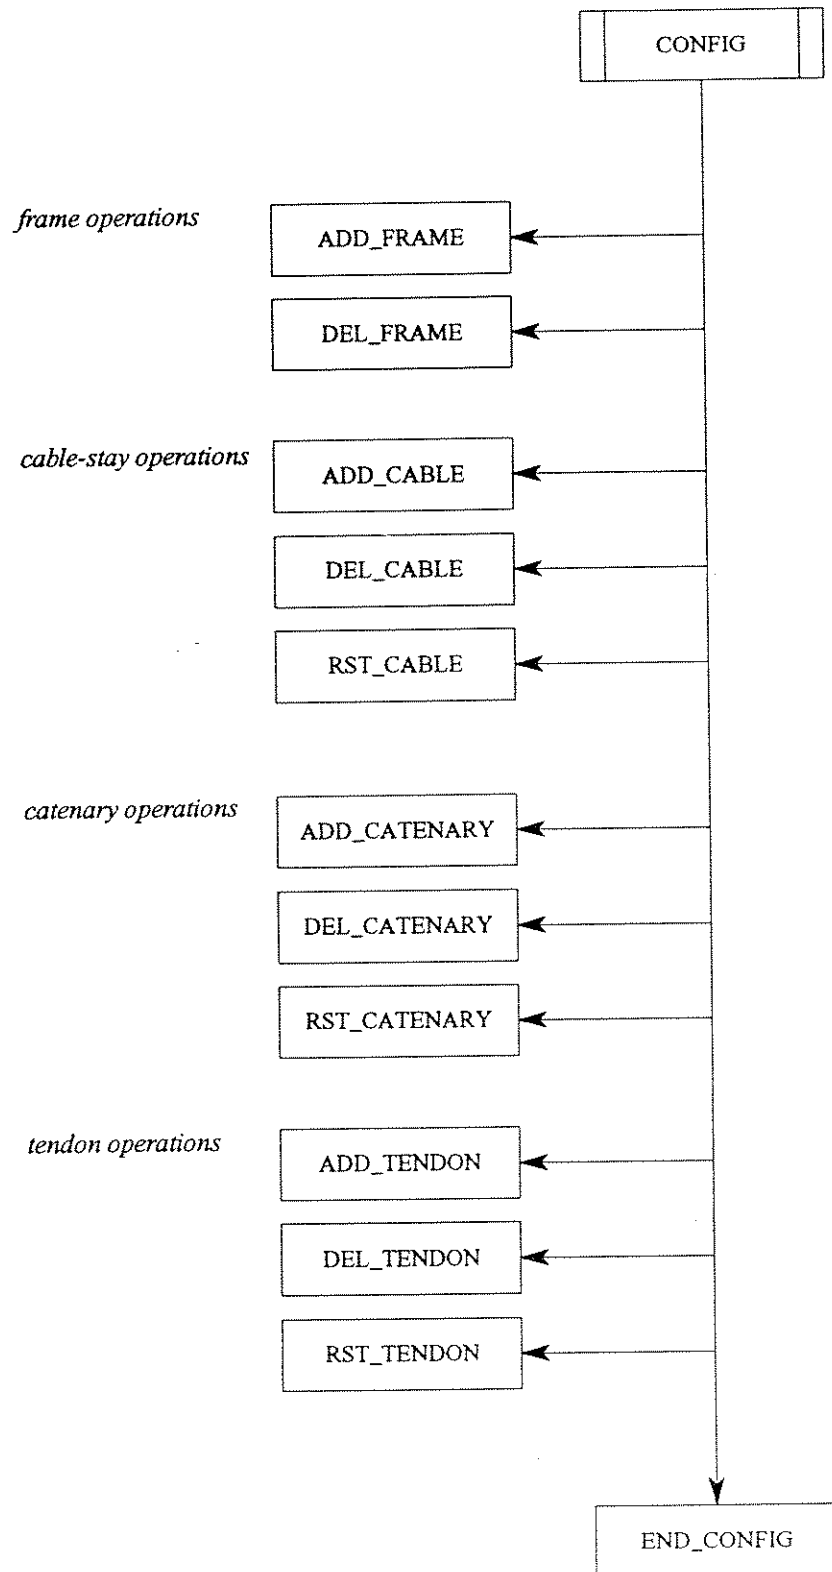 CONFIG
frame operations
ADD_FRAME
DEL_FRAME
cable-stay operations
ADD_CABLE
DEL_CABLE
RST_CABLE
catenary operations
ADD_CATENARY
DEL_CATENARY
RST_CATENARY
tendon operations
ADD_TENDON
DEL_TENDON
RST_TENDON
END_CONFIG